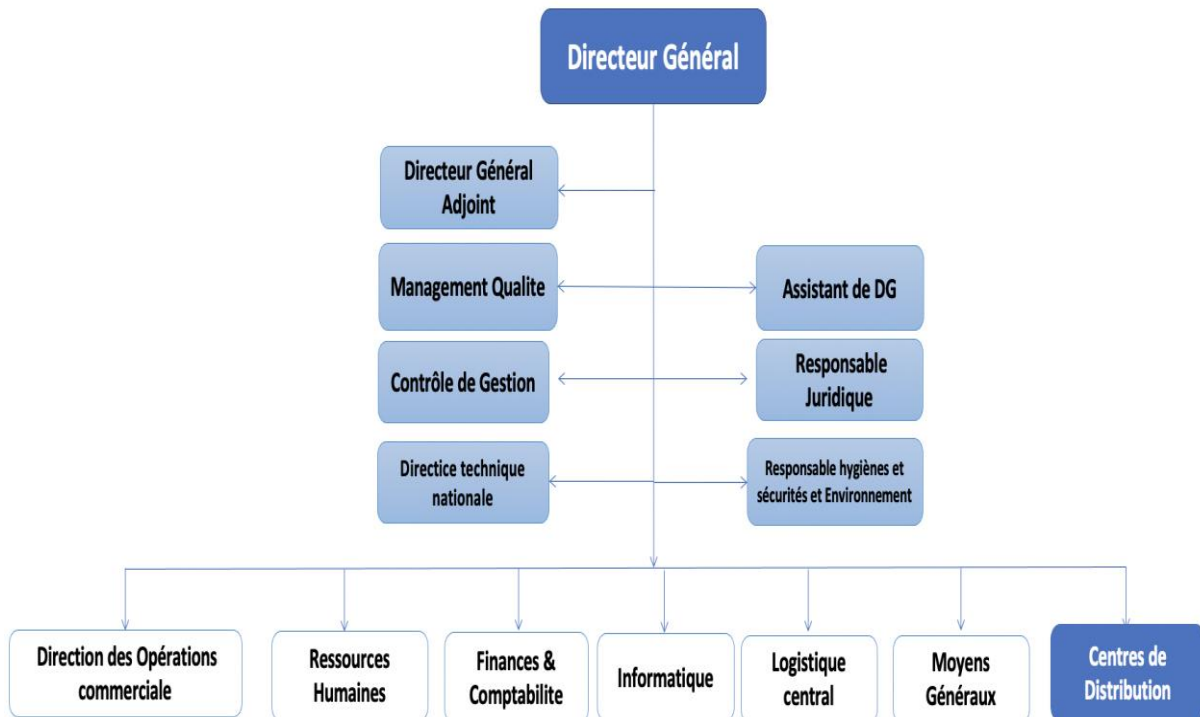 Directeur Général
Directeur Général
Adjoint
Management Qualite
Assistant de DG
Contrôle de Gestion
Responsable
Juridique
Directice technique
nationale
Responsable hygiènes et
sécurités et Environnement
Direction des Opérations
commerciale
Ressources
Humaines
Finances &
Comptabilite
Informatique
Logistique
central
Moyens
Généraux
Centres de
Distribution